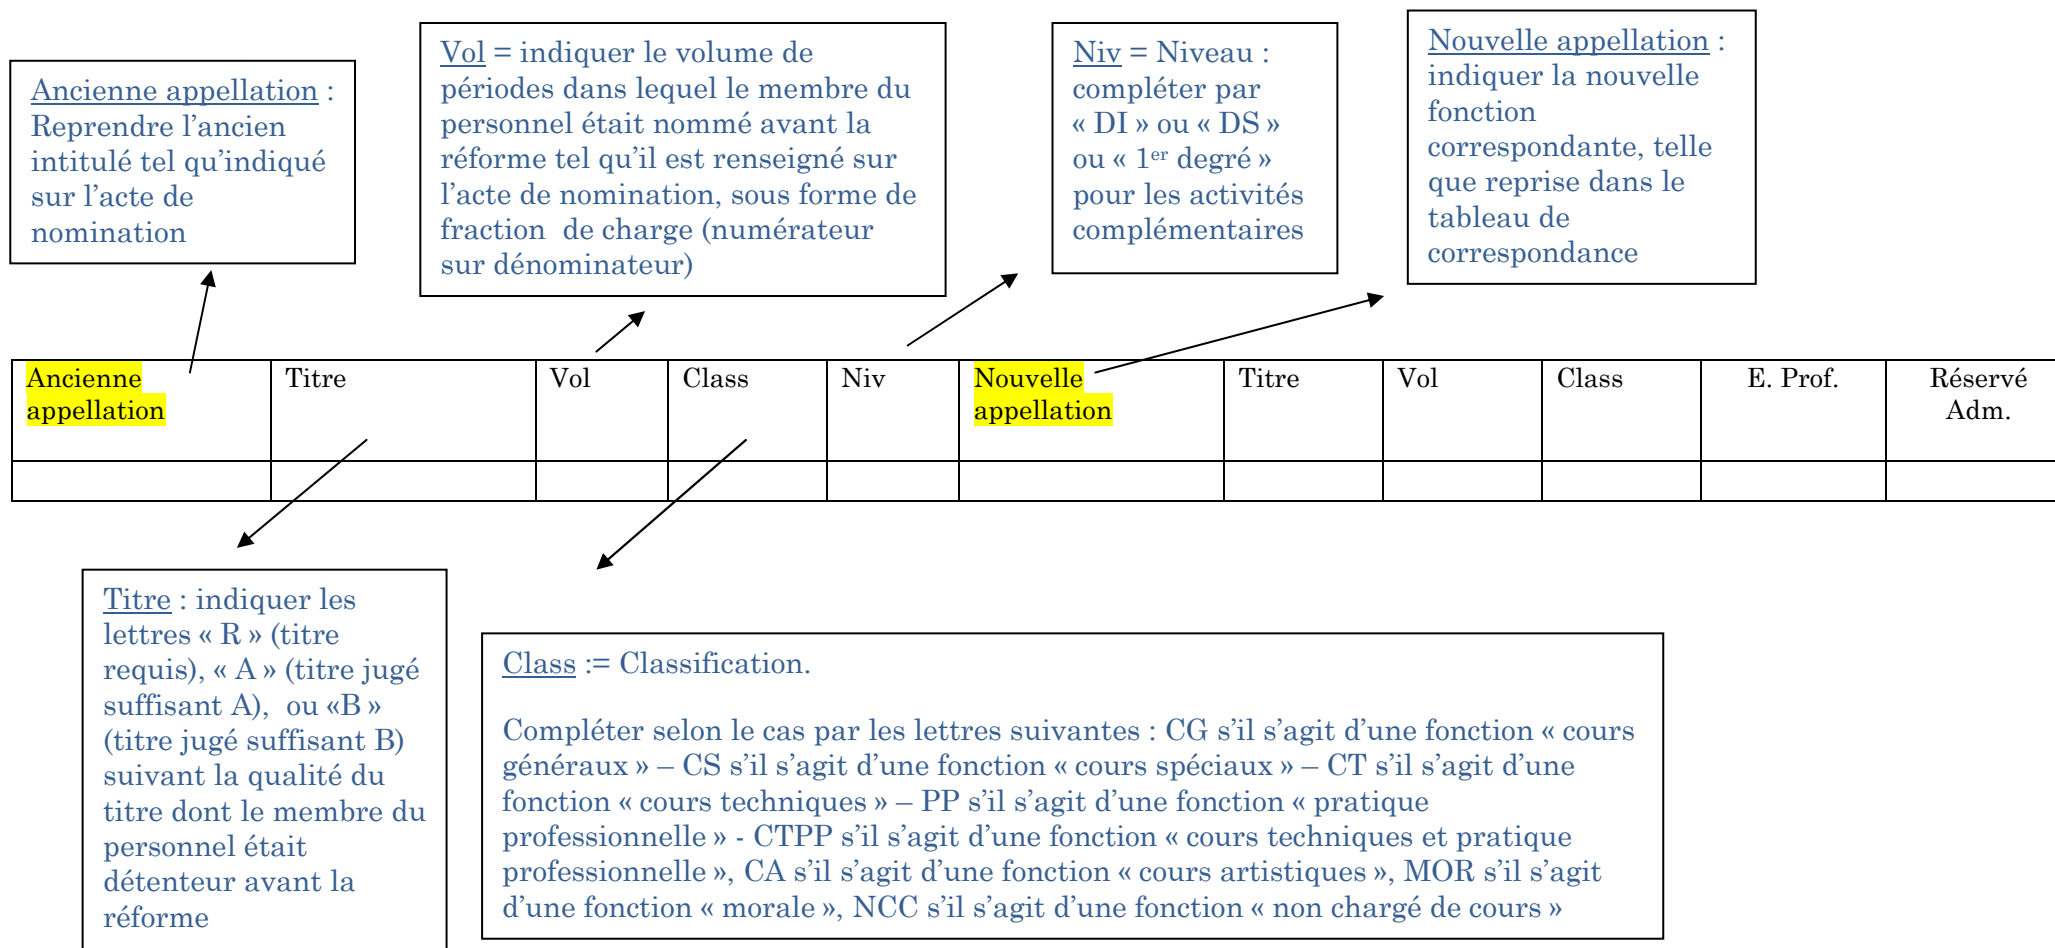 Ancienne appellation :
Reprendre l’ancien
intitulé tel qu’indiqué
sur l’acte de
nomination
Vol = indiquer le volume de
périodes dans lequel le membre du
personnel était nommé avant la
réforme tel qu’il est renseigné sur
l’acte de nomination, sous forme de
fraction  de charge (numérateur
sur dénominateur)
Niv = Niveau :
compléter par
« DI » ou « DS »
ou « 1er degré »
pour les activités
complémentaires
Nouvelle appellation :
indiquer la nouvelle
fonction
correspondante, telle
que reprise dans le
tableau de
correspondance
Ancienne
appellation
Titre
Vol
Class
Niv
Nouvelle
appellation
Titre
Vol
Class
E. Prof.
Réservé
Adm.
Titre : indiquer les
lettres « R » (titre
requis), « A » (titre jugé
suffisant A),  ou «B »
(titre jugé suffisant B)
suivant la qualité du
titre dont le membre du
personnel était
détenteur avant la
réforme
Class := Classification.
Compléter selon le cas par les lettres suivantes : CG s’il s’agit d’une fonction « cours
généraux » – CS s’il s’agit d’une fonction « cours spéciaux » – CT s’il s’agit d’une
fonction « cours techniques » – PP s’il s’agit d’une fonction « pratique
professionnelle » - CTPP s’il s’agit d’une fonction « cours techniques et pratique
professionnelle », CA s’il s’agit d’une fonction « cours artistiques », MOR s’il s’agit
d’une fonction « morale », NCC s’il s’agit d’une fonction « non chargé de cours »